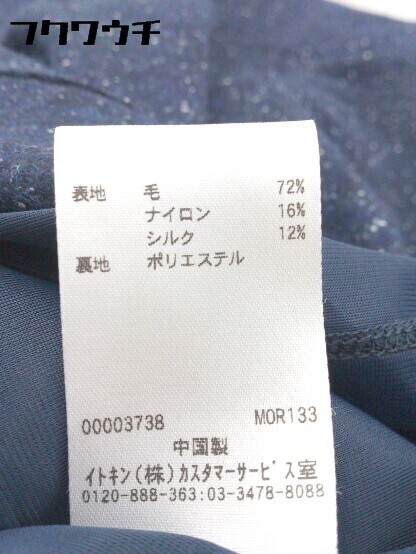 フクワウチ
表地 毛 72%
ナイロン 16%
シルク 12%
裏地 ポリエステル
00003738 MOR133
中国製
イトキン(株)カスタマーサービス室
0120-888-363:03-3478-8088